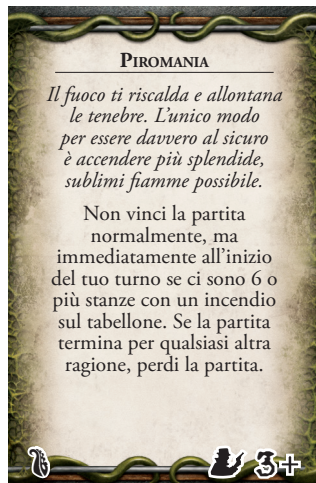 PIROMANIA
Il fuoco ti riscalda e allontana
le tenebre. L'unico modo
per essere davvero al sicuro
è accendere più splendide,
sublimi fiamme possibile.
Non vinci la partita
normalmente, ma
immediatamente all'inizio
del tuo turno se ci sono 6 o
più stanze con un incendio
sul tabellone. Se la partita
termina per qualsiasi altra
ragione, perdi la partita.
3+